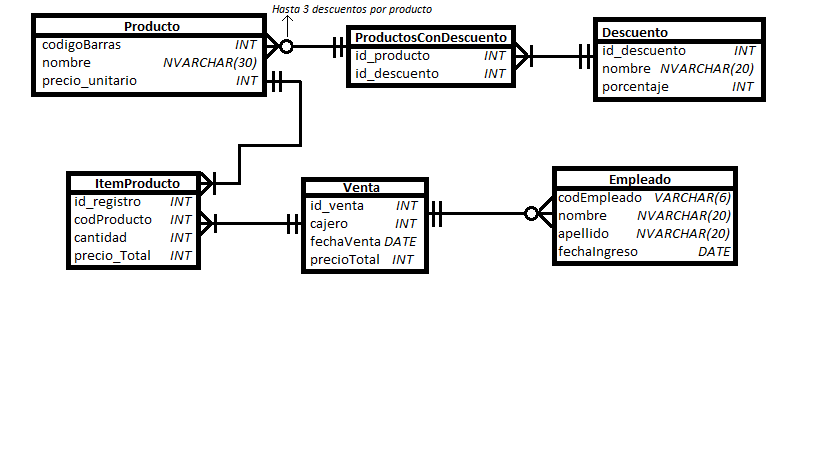 Hasta 3 descuentos por producto
Producto
codigoBarras INT
nombre NVARCHAR(30)
precio_unitario INT
ProductosConDescuento
id_producto INT
id_descuento INT
Descuento
id_descuento INT
nombre NVARCHAR(20)
porcentaje INT
ItemProducto
id_registro INT
codProducto INT
cantidad INT
precio_Total INT
Venta
id_venta INT
cajero INT
fechaVenta DATE
precioTotal INT
Empleado
codEmpleado VARCHAR(6)
nombre NVARCHAR(20)
apellido NVARCHAR(20)
fechaIngreso DATE